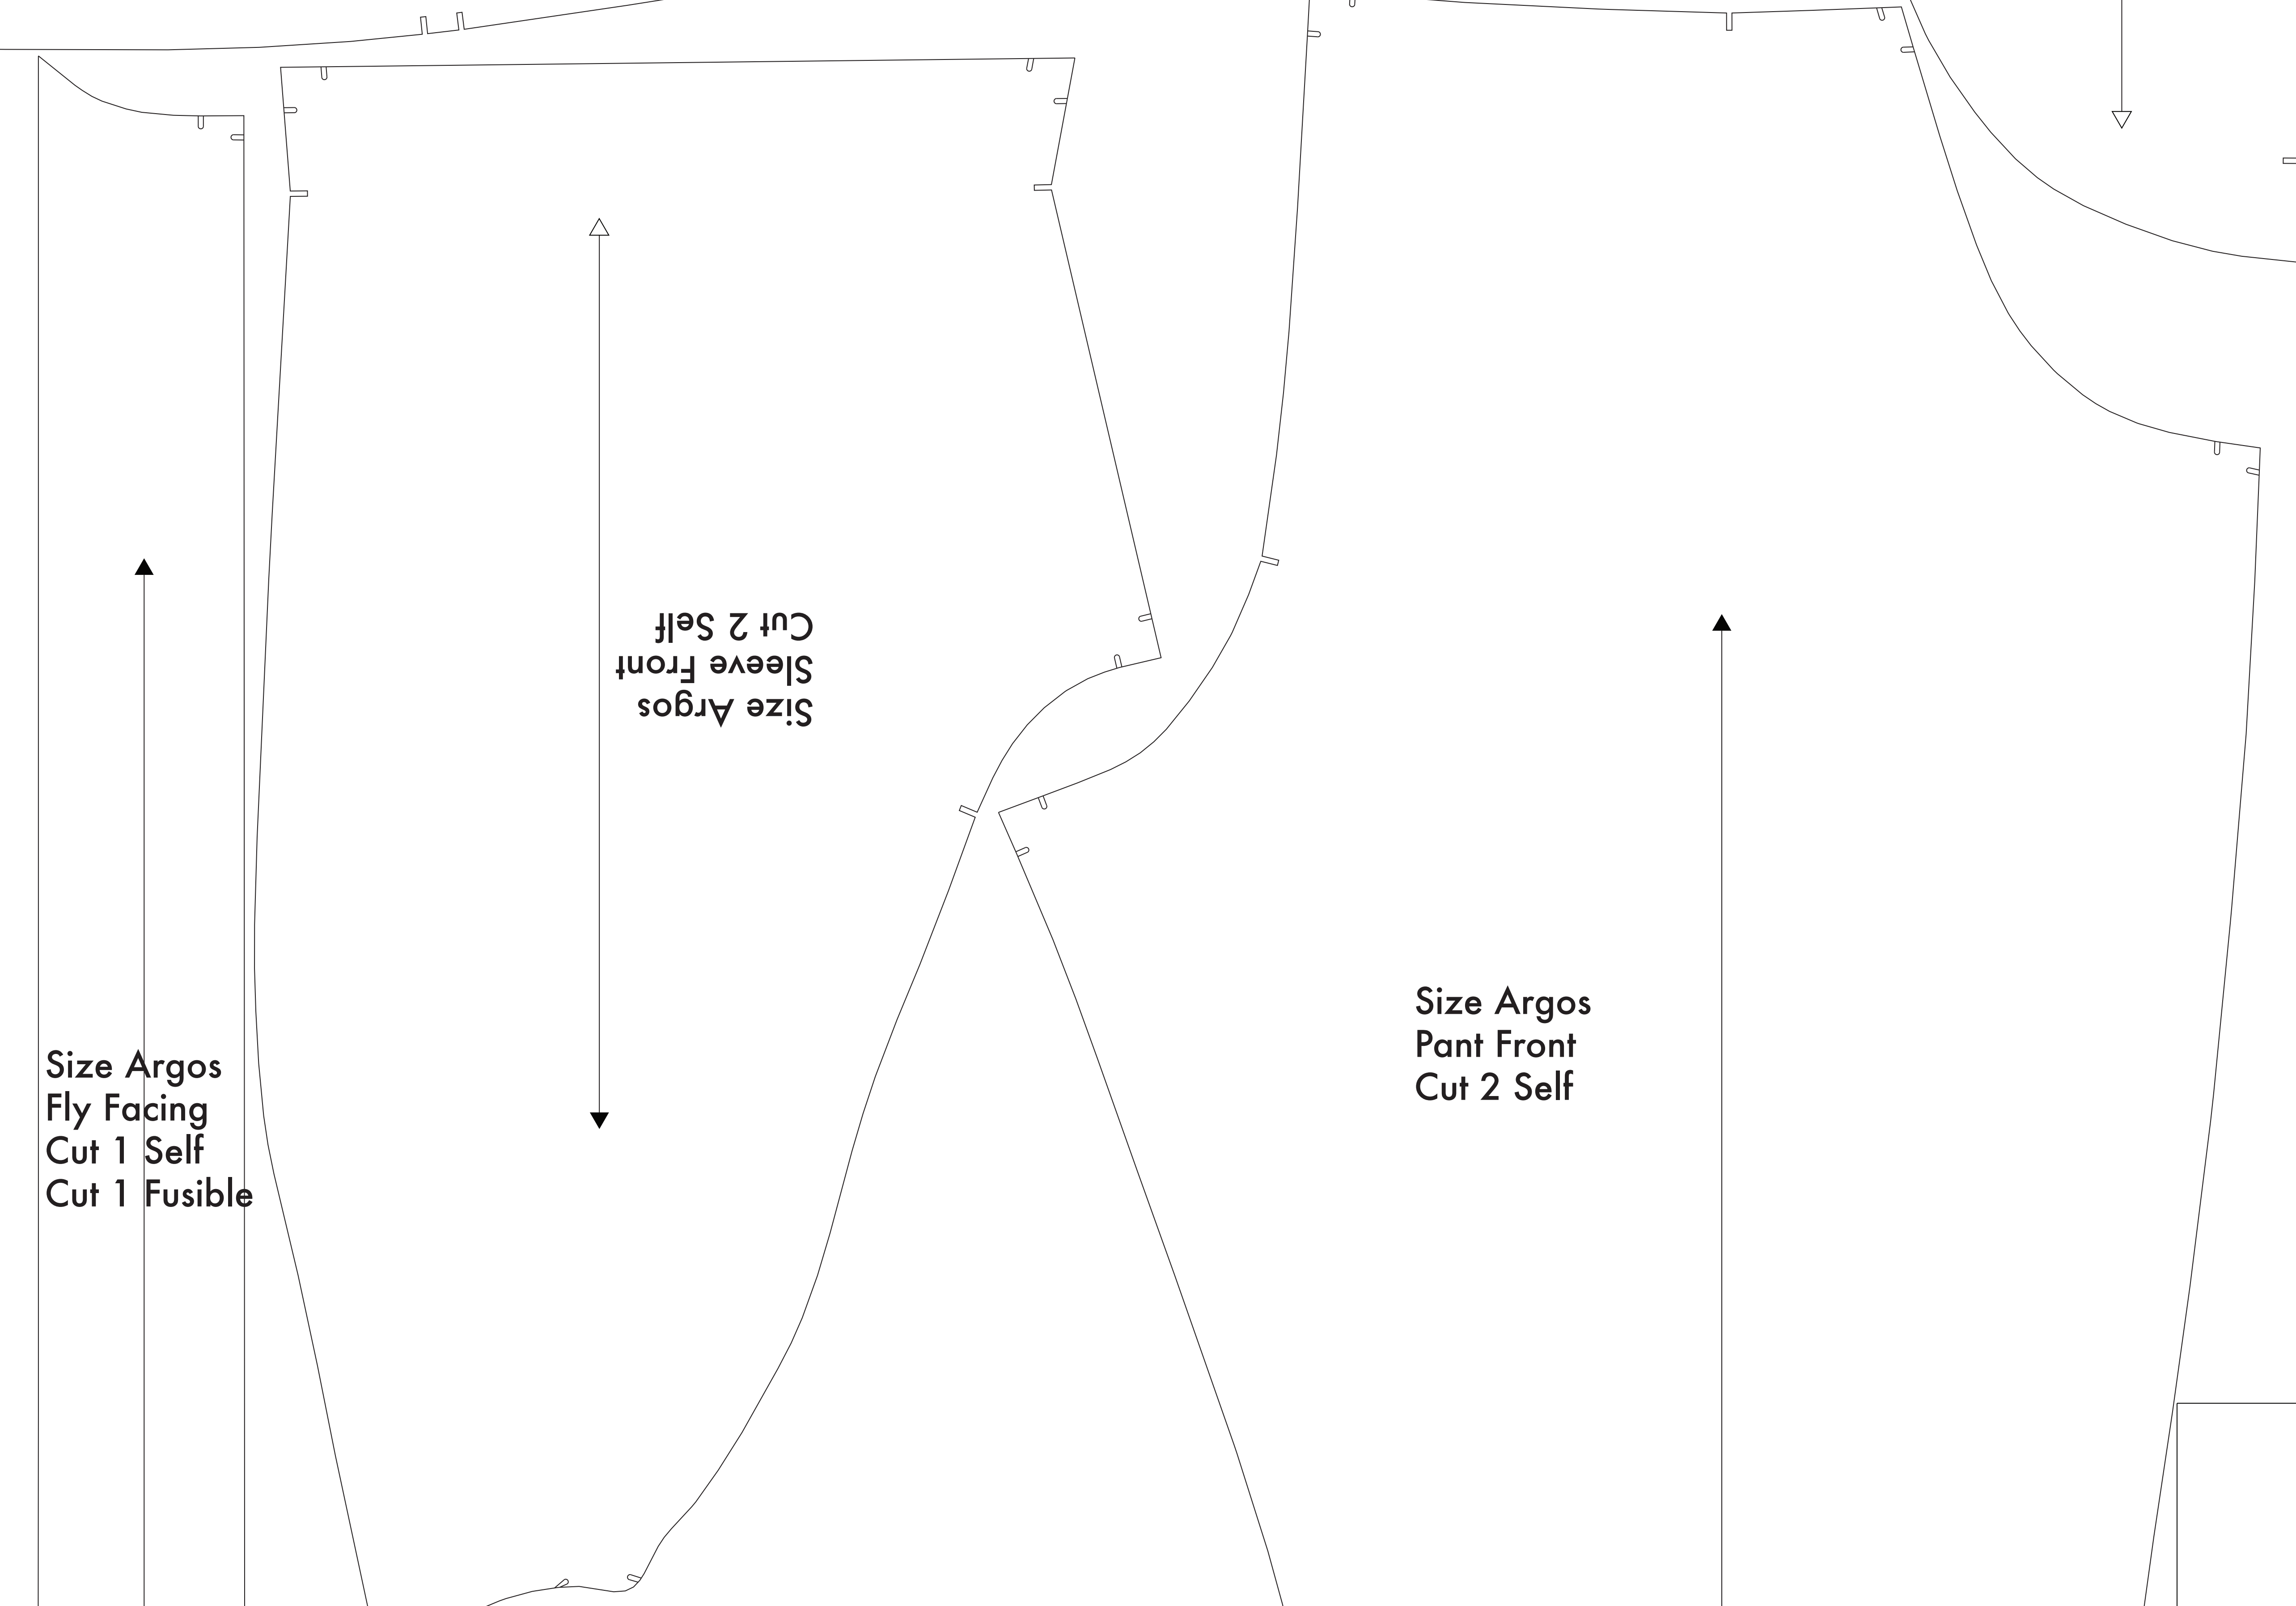 Size Argos
Fly Facing
Cut 1 Self
Cut 1 Fusible
Size Argos
Sleeve Front
Cut 2 Self
Size Argos
Pant Front
Cut 2 Self